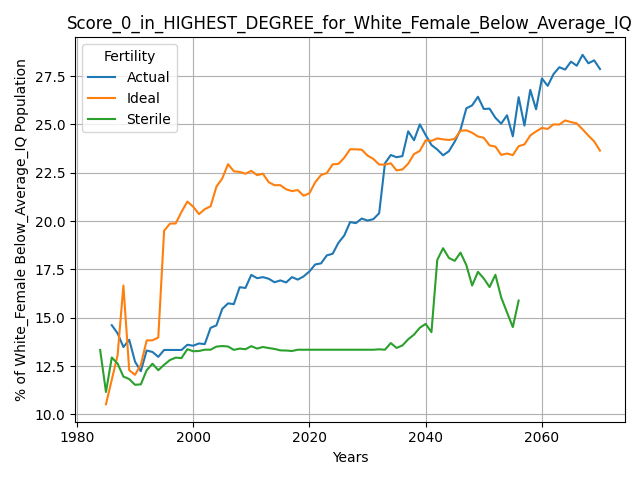 Score_0_in_HIGHEST_DEGREE_for_White_Female_Below_Average_IQ
Fertility
Actual
Ideal
Sterile
% of White_Female Below_Average_IQ Population
27.5
25.0
22.5
20.0
17.5
15.0
12.5
10.0
1980
2000
2020
2040
2060
Years